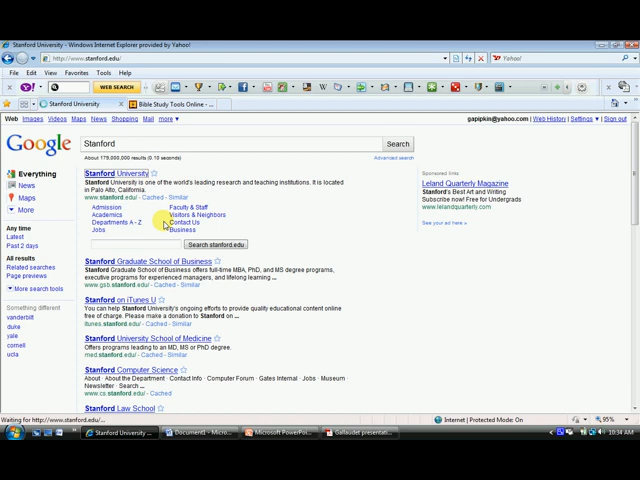 Stanford University - Windows Internet Explorer provided by Yahoo!
http://www.stanford.edu/
Yahoo!
File Edit View Favorites Tools Help
Y! WEB SEARCH
Stanford University
Bible Study Tools Online - ...
Web Images Videos Maps News Shopping Mail more ▼
gapipkin@yahoo.com | Web History | Settings ▼ | Sign out
Google
Stanford
Search
About 179,000,000 results (0.10 seconds)
Advanced search
Everything
News
Maps
More
Any time
Latest
Past 2 days
All results
Related searches
Page previews
More search tools
Something different
vanderbilt
duke
yale
cornell
ucla
Stanford University
Stanford University is one of the world's leading research and teaching institutions. It is located
in Palo Alto, California.
www.stanford.edu/ - Cached - Similar
Admission Faculty & Staff
Academics Visitors & Neighbors
Departments A - Z Contact Us
Jobs Business
Search stanford.edu
Stanford Graduate School of Business
Stanford Graduate School of Business offers full-time MBA, PhD, and MS degree programs,
executive programs for experienced managers, and lifelong learning ...
www.gsb.stanford.edu/ - Cached - Similar
Stanford on iTunes U
You can help Stanford University's ongoing efforts to provide quality educational content online
free of charge. Please make a donation to Stanford on ...
itunes.stanford.edu/ - Cached - Similar
Stanford University School of Medicine
Offers programs leading to an MD, MS or PhD degree.
med.stanford.edu/ - Cached - Similar
Stanford Computer Science
About · About the Department · Contact Info · Computer Forum · Gates Internal · Jobs · Museum ·
Newsletter · Search ...
www.cs.stanford.edu/ - Cached
Stanford Law School
Sponsored links
Leland Quarterly Magazine
Stanford's Best Art and Writing
Subscribe now! Free for Undergrads
www.lelandquarterly.com
See your ad here »
Waiting for http://www.stanford.edu/...
Internet | Protected Mode: On
95%
Stanford University ...
Document1 - Micro...
Microsoft PowerPoi...
Gallaudet presentati...
10:34 AM